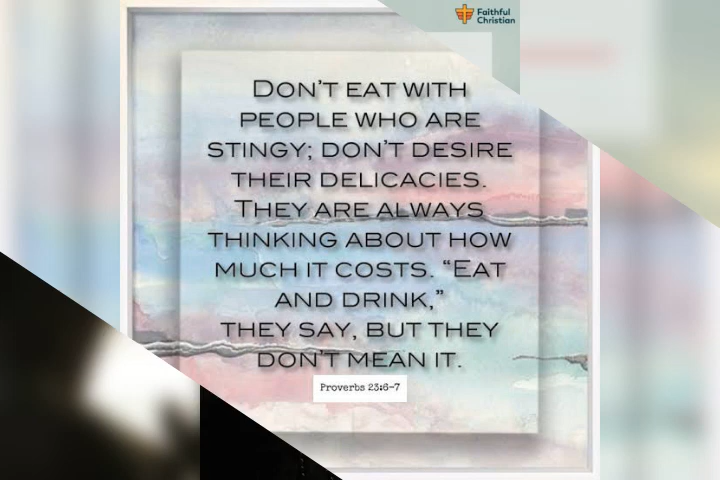 Faithful
Christian
DON'T EAT WITH
PEOPLE WHO ARE
STINGY; DON'T DESIRE
THEIR DELICACIES.
THEY ARE ALWAYS
THINKING ABOUT HOW
MUCH IT COSTS. “EAT
AND DRINK,”
THEY SAY, BUT THEY
DON'T MEAN IT.
Proverbs 23:6-7